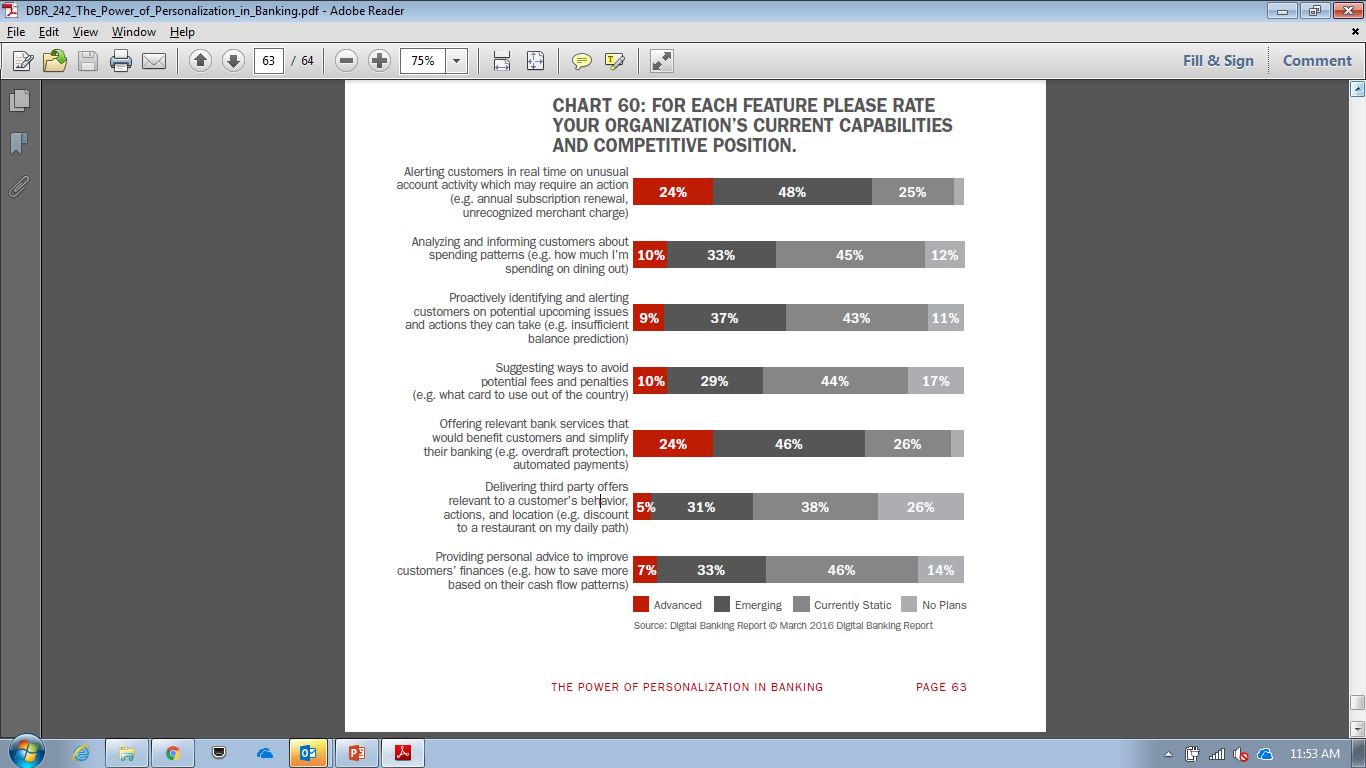 DBR_242_The_Power_of_Personalization_in_Banking.pdf - Adobe Reader
File Edit View Window Help
63 / 64 75% Fill & Sign Comment
CHART 60: FOR EACH FEATURE PLEASE RATE
YOUR ORGANIZATION'S CURRENT CAPABILITIES
AND COMPETITIVE POSITION.
Alerting customers in real time on unusual
account activity which may require an action
(e.g. annual subscription renewal,
unrecognized merchant charge)
24% 48% 25%
Analyzing and informing customers about
spending patterns (e.g. how much I'm
spending on dining out)
10% 33% 45% 12%
Proactively identifying and alerting
customers on potential upcoming issues
and actions they can take (e.g. insufficient
balance prediction)
9% 37% 43% 11%
Suggesting ways to avoid
potential fees and penalties
(e.g. what card to use out of the country)
10% 29% 44% 17%
Offering relevant bank services that
would benefit customers and simplify
their banking (e.g. overdraft protection,
automated payments)
24% 46% 26%
Delivering third party offers
relevant to a customer's behavior,
actions, and location (e.g. discount
to a restaurant on my daily path)
5% 31% 38% 26%
Providing personal advice to improve
customers' finances (e.g. how to save more
based on their cash flow patterns)
7% 33% 46% 14%
Advanced Emerging Currently Static No Plans
Source: Digital Banking Report © March 2016 Digital Banking Report
THE POWER OF PERSONALIZATION IN BANKING PAGE 63
11:53 AM